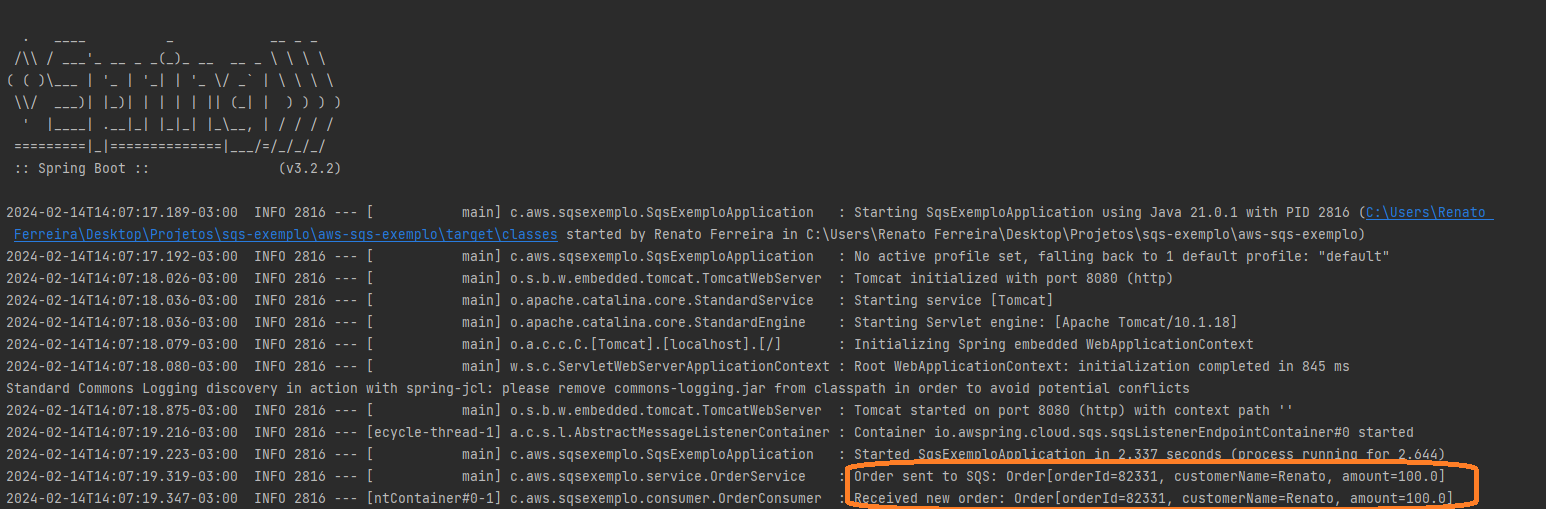 .   ____          _            __ _ _
 /\\ / ___'_ __ _ _(_)_ __  __ _ \ \ \ \
( ( )\___ | '_ | '_| | '_ \/ _` | \ \ \ \
 \\/  ___)| |_)| | | | | || (_| |  ) ) ) )
  '  |____| .__|_| |_|_| |_\__, | / / / /
 =========|_|==============|___/=/_/_/_/
 :: Spring Boot ::                (v3.2.2)
2024-02-14T14:07:17.189-03:00  INFO 2816 --- [           main] c.aws.sqsexemplo.SqsExemploApplication   : Starting SqsExemploApplication using Java 21.0.1 with PID 2816 (C:\Users\Renato
 Ferreira\Desktop\Projetos\sqs-exemplo\aws-sqs-exemplo\target\classes started by Renato Ferreira in C:\Users\Renato Ferreira\Desktop\Projetos\sqs-exemplo\aws-sqs-exemplo)
2024-02-14T14:07:17.192-03:00  INFO 2816 --- [           main] c.aws.sqsexemplo.SqsExemploApplication   : No active profile set, falling back to 1 default profile: "default"
2024-02-14T14:07:18.026-03:00  INFO 2816 --- [           main] o.s.b.w.embedded.tomcat.TomcatWebServer  : Tomcat initialized with port 8080 (http)
2024-02-14T14:07:18.036-03:00  INFO 2816 --- [           main] o.apache.catalina.core.StandardService   : Starting service [Tomcat]
2024-02-14T14:07:18.036-03:00  INFO 2816 --- [           main] o.apache.catalina.core.StandardEngine    : Starting Servlet engine: [Apache Tomcat/10.1.18]
2024-02-14T14:07:18.079-03:00  INFO 2816 --- [           main] o.a.c.c.C.[Tomcat].[localhost].[/]       : Initializing Spring embedded WebApplicationContext
2024-02-14T14:07:18.080-03:00  INFO 2816 --- [           main] w.s.c.ServletWebServerApplicationContext : Root WebApplicationContext: initialization completed in 845 ms
Standard Commons Logging discovery in action with spring-jcl: please remove commons-logging.jar from classpath in order to avoid potential conflicts
2024-02-14T14:07:18.875-03:00  INFO 2816 --- [           main] o.s.b.w.embedded.tomcat.TomcatWebServer  : Tomcat started on port 8080 (http) with context path ''
2024-02-14T14:07:19.216-03:00  INFO 2816 --- [ecycle-thread-1] a.c.s.l.AbstractMessageListenerContainer : Container io.awspring.cloud.sqs.sqsListenerEndpointContainer#0 started
2024-02-14T14:07:19.223-03:00  INFO 2816 --- [           main] c.aws.sqsexemplo.SqsExemploApplication   : Started SqsExemploApplication in 2.337 seconds (process running for 2.644)
2024-02-14T14:07:19.319-03:00  INFO 2816 --- [           main] c.aws.sqsexemplo.service.OrderService    : Order sent to SQS: Order[orderId=82331, customerName=Renato, amount=100.0]
2024-02-14T14:07:19.347-03:00  INFO 2816 --- [ntContainer#0-1] c.aws.sqsexemplo.consumer.OrderConsumer  : Received new order: Order[orderId=82331, customerName=Renato, amount=100.0]